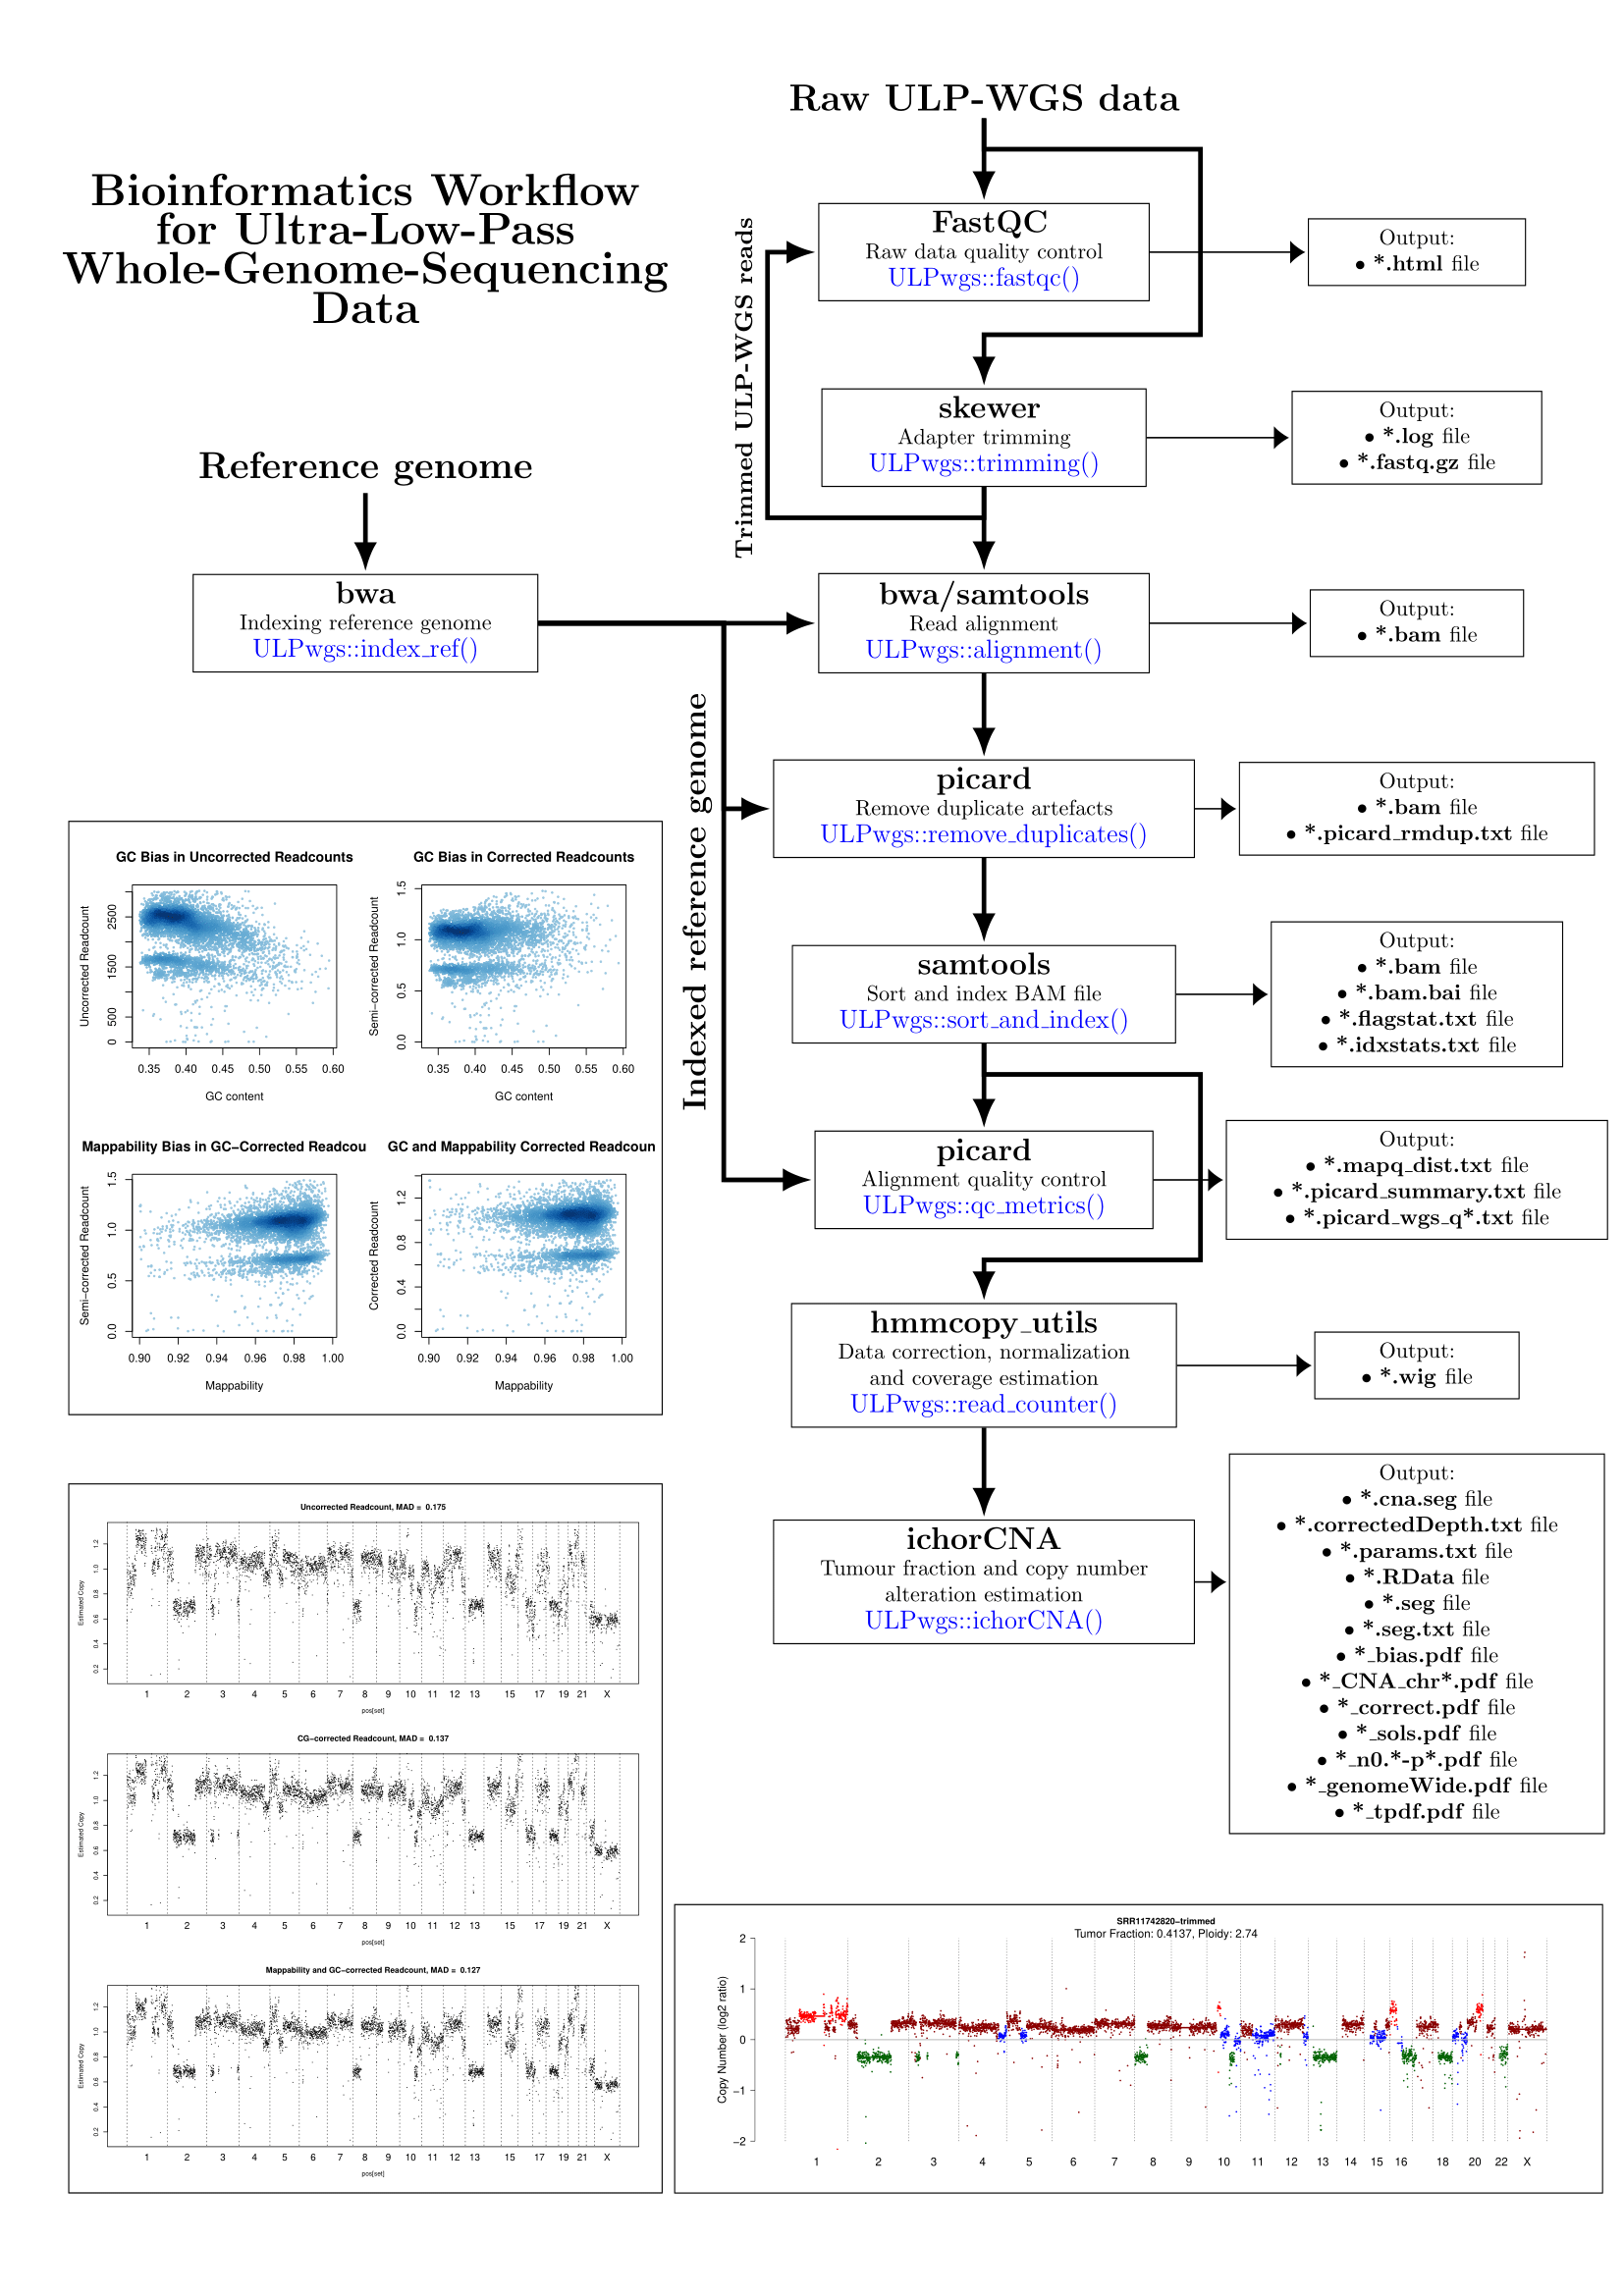 Raw ULP-WGS data
Bioinformatics Workflow
for Ultra-Low-Pass
Whole-Genome-Sequencing
Data
FastQC
Raw data quality control
ULPwgs::fastqc()
Output:
• *.html file
Trimmed ULP-WGS reads
skewer
Adapter trimming
ULPwgs::trimming()
Output:
• *.log file
• *.fastq.gz file
Reference genome
bwa
Indexing reference genome
ULPwgs::index_ref()
bwa/samtools
Read alignment
ULPwgs::alignment()
Output:
• *.bam file
Indexed reference genome
picard
Remove duplicate artefacts
ULPwgs::remove_duplicates()
Output:
• *.bam file
• *.picard_rmdup.txt file
samtools
Sort and index BAM file
ULPwgs::sort_and_index()
Output:
• *.bam file
• *.bam.bai file
• *.flagstat.txt file
• *.idxstats.txt file
picard
Alignment quality control
ULPwgs::qc_metrics()
Output:
• *.mapq_dist.txt file
• *.picard_summary.txt file
• *.picard_wgs_q*.txt file
hmmcopy_utils
Data correction, normalization
and coverage estimation
ULPwgs::read_counter()
Output:
• *.wig file
ichorCNA
Tumour fraction and copy number
alteration estimation
ULPwgs::ichorCNA()
Output:
• *.cna.seg file
• *.correctedDepth.txt file
• *.params.txt file
• *.RData file
• *.seg file
• *.seg.txt file
• *_bias.pdf file
• *_CNA_chr*.pdf file
• *_correct.pdf file
• *_sols.pdf file
• *_n0.*-p*.pdf file
• *_genomeWide.pdf file
• *_tpdf.pdf file
GC Bias in Uncorrected Readcounts
Uncorrected Readcount
2500
1500
500
0
0.35 0.40 0.45 0.50 0.55 0.60
GC content
GC Bias in Corrected Readcounts
Semi−corrected Readcount
1.5
1.0
0.5
0.0
0.35 0.40 0.45 0.50 0.55 0.60
GC content
Mappability Bias in GC−Corrected Readcou
Semi−corrected Readcount
1.5
1.0
0.5
0.0
0.90 0.92 0.94 0.96 0.98 1.00
Mappability
GC and Mappability Corrected Readcoun
Corrected Readcount
1.2
0.8
0.4
0.0
0.90 0.92 0.94 0.96 0.98 1.00
Mappability
Uncorrected Readcount, MAD = 0.175
Estimated Copy
1.2
1.0
0.8
0.6
0.4
0.2
1 2 3 4 5 6 7 8 9 10 11 12 13 15 17 19 21 X
pos[set]
CG−corrected Readcount, MAD = 0.137
Estimated Copy
1.2
1.0
0.8
0.6
0.4
0.2
1 2 3 4 5 6 7 8 9 10 11 12 13 15 17 19 21 X
pos[set]
Mappability and GC−corrected Readcount, MAD = 0.127
Estimated Copy
1.2
1.0
0.8
0.6
0.4
0.2
1 2 3 4 5 6 7 8 9 10 11 12 13 15 17 19 21 X
pos[set]
SRR11742820−trimmed
Tumor Fraction: 0.4137, Ploidy: 2.74
Copy Number (log2 ratio)
2
1
0
−1
−2
1 2 3 4 5 6 7 8 9 10 11 12 13 14 15 16 18 20 22 X